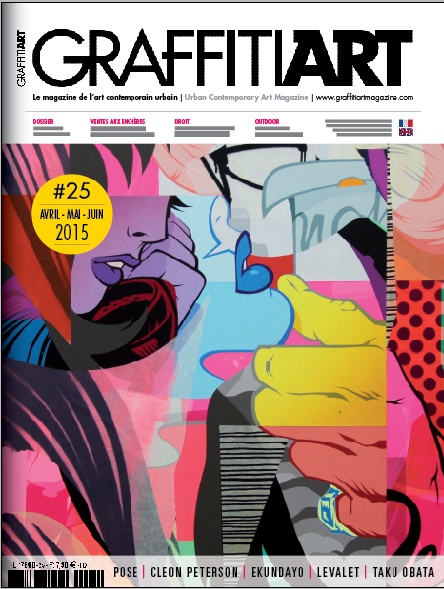 GRAFFITIART
GRAFFITIART
Le magazine de l'art contemporain urbain | Urban Contemporary Art Magazine | www.graffitiartmagazine.com
DOSSIER
VENTES AUX ENCHÈRES
DROIT
OUTDOOR
#25
AVRIL - MAI - JUIN
2015
POSE | CLEON PETERSON | EKUNDAYO | LEVALET | TAKU OBATA